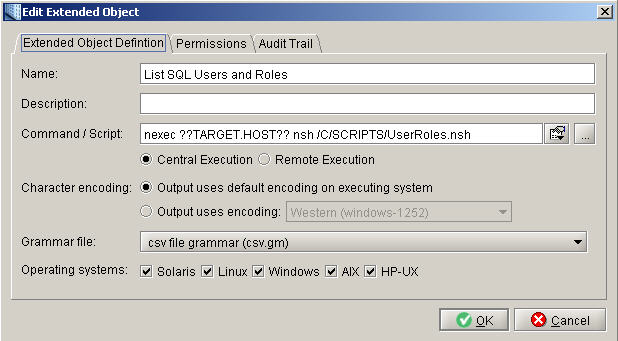 Edit Extended Object
Extended Object Defintion Permissions Audit Trail
Name: List SQL Users and Roles
Description:
Command / Script: nexec ??TARGET.HOST?? nsh /C/SCRIPTS/UserRoles.nsh ...
Central Execution Remote Execution
Character encoding: Output uses default encoding on executing system
Output uses encoding: Western (windows-1252)
Grammar file: csv file grammar (csv.gm)
Operating systems: Solaris Linux Windows AIX HP-UX
OK Cancel